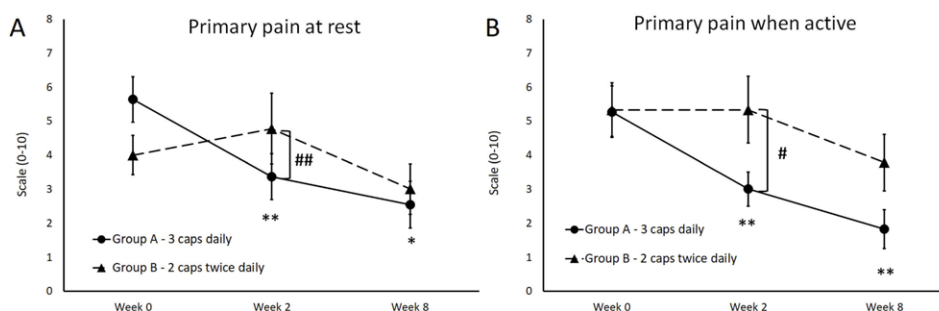 A
Primary pain at rest
8
7
6
5
4
3
2
1
0
Scale (0-10)
##
**
*
Group A - 3 caps daily
Group B - 2 caps twice daily
Week 0 Week 2 Week 8
B
Primary pain when active
8
7
6
5
4
3
2
1
0
Scale (0-10)
#
**
**
Group A - 3 caps daily
Group B - 2 caps twice daily
Week 0 Week 2 Week 8